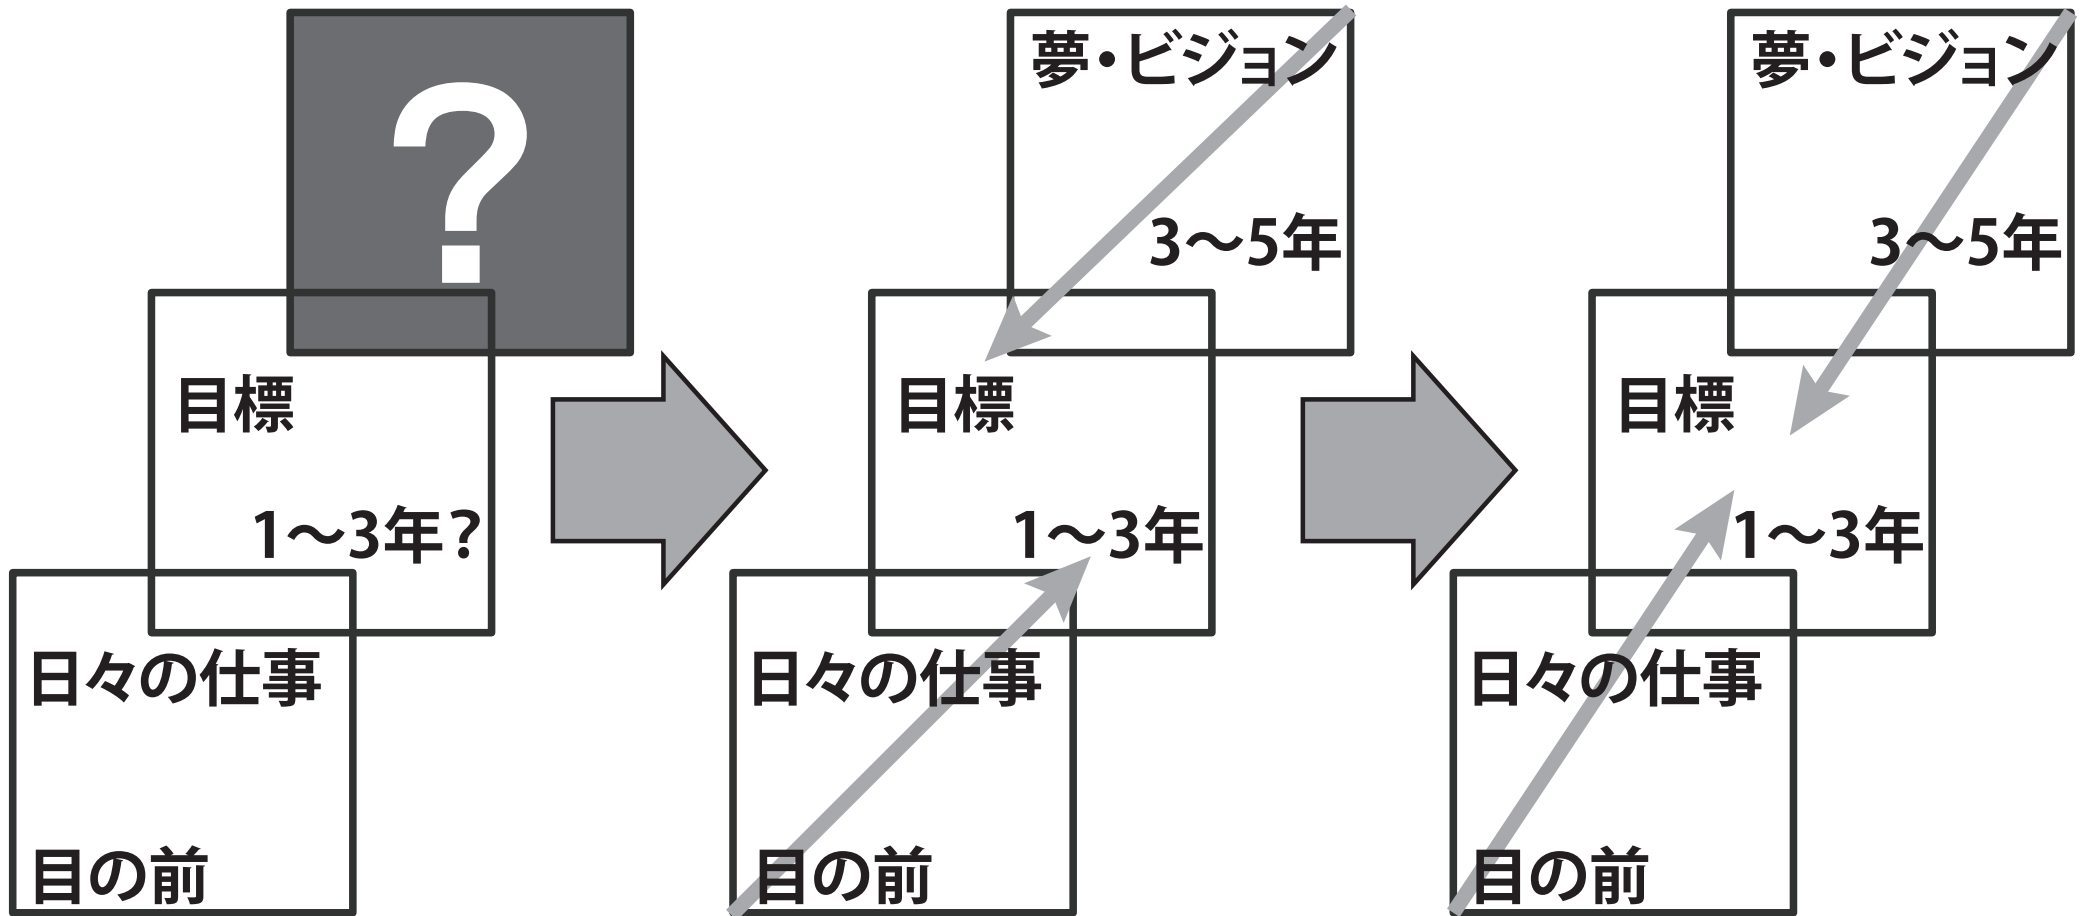 ?
目標
1～3年?
日々の仕事
目の前
夢・ビジョン
3～5年
目標
1～3年
日々の仕事
目の前
夢・ビジョン
3～5年
目標
1～3年
日々の仕事
目の前